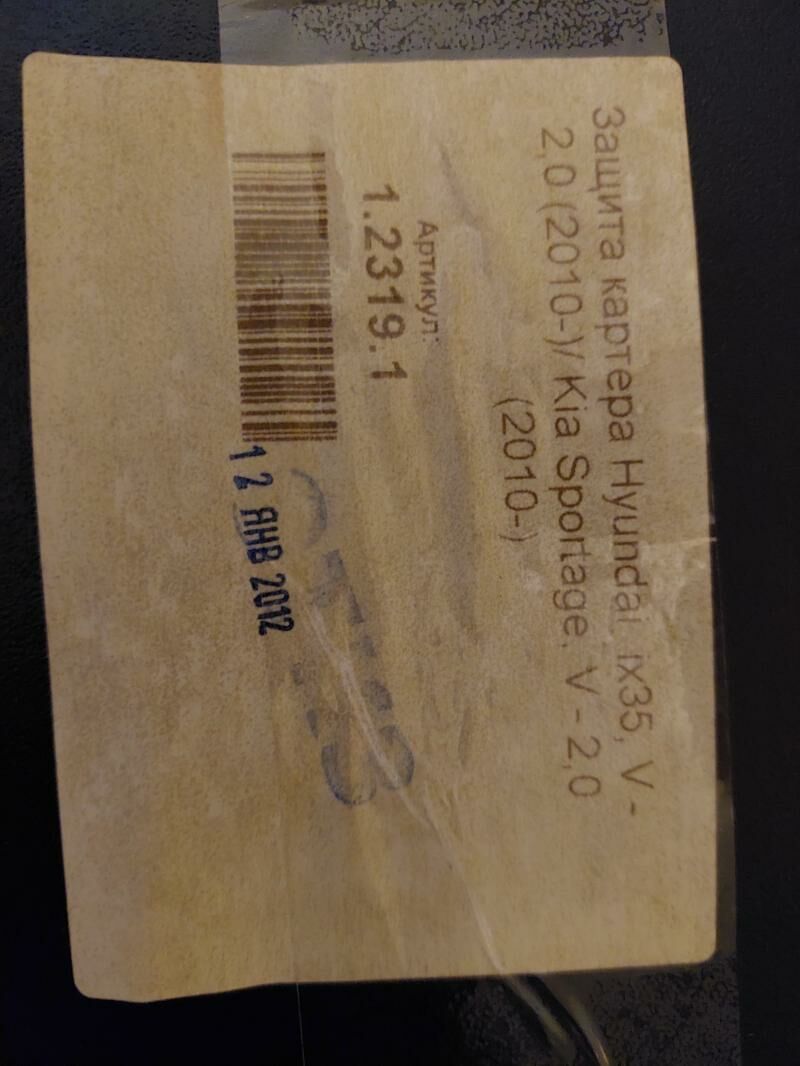 Защита картера Hyundai ix35, V -
2,0 (2010-)/ Kia Sportage, V - 2,0
(2010-)
Артикул:
1.2319.1
12 ЯНВ 2012